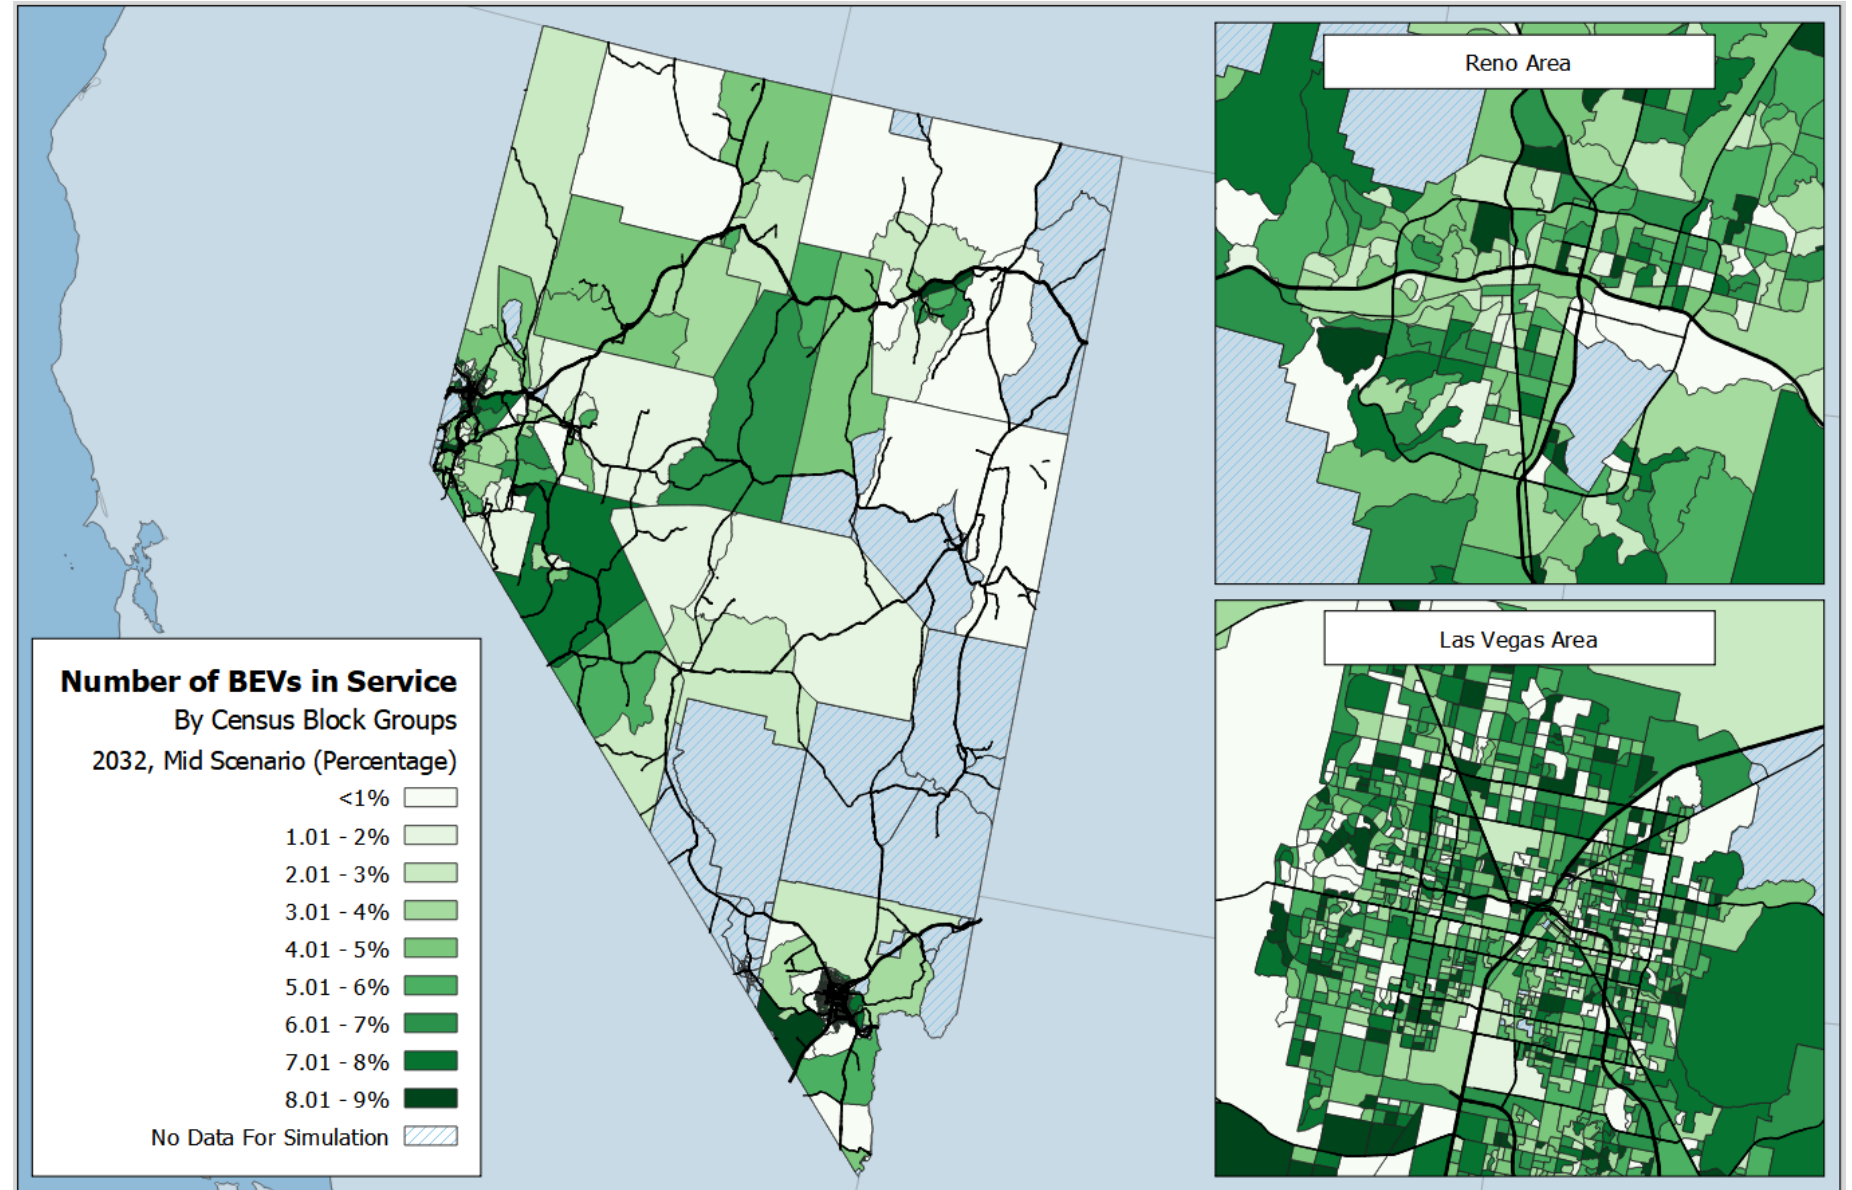 Reno Area
Las Vegas Area
Number of BEVs in Service
By Census Block Groups
2032, Mid Scenario (Percentage)
<1%
1.01 - 2%
2.01 - 3%
3.01 - 4%
4.01 - 5%
5.01 - 6%
6.01 - 7%
7.01 - 8%
8.01 - 9%
No Data For Simulation